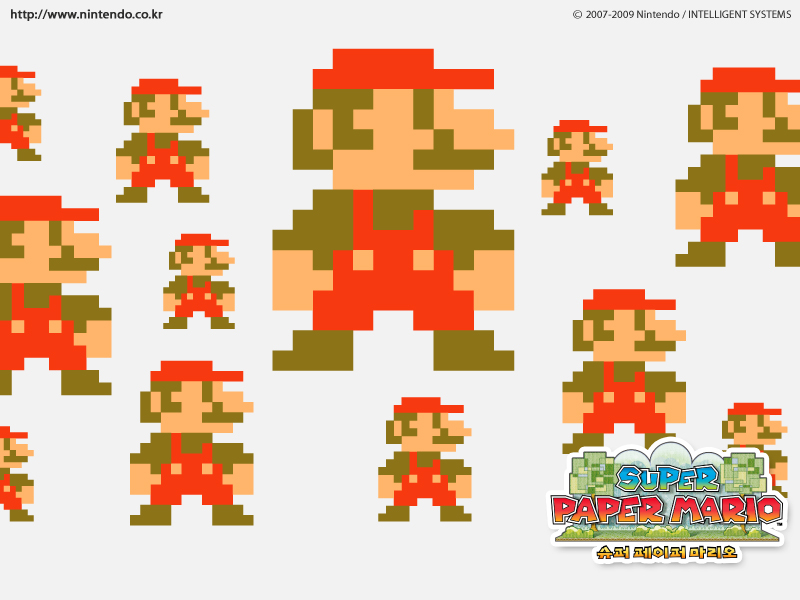 http://www.nintendo.co.kr
© 2007-2009 Nintendo / INTELLIGENT SYSTEMS
SUPER
PAPER MARIO
TM
슈퍼 페이퍼 마리오